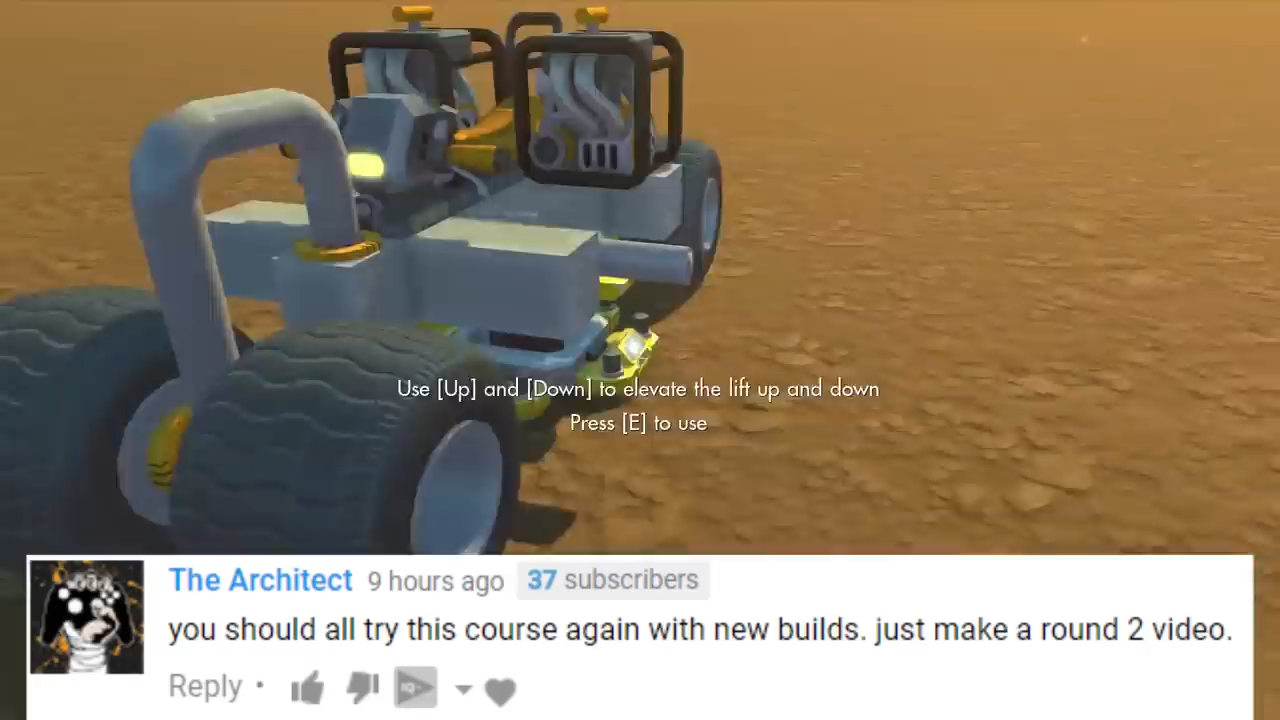 Use [Up] and [Down] to elevate the lift up and down
Press [E] to use
The Architect 9 hours ago 37 subscribers
you should all try this course again with new builds. just make a round 2 video.
Reply •